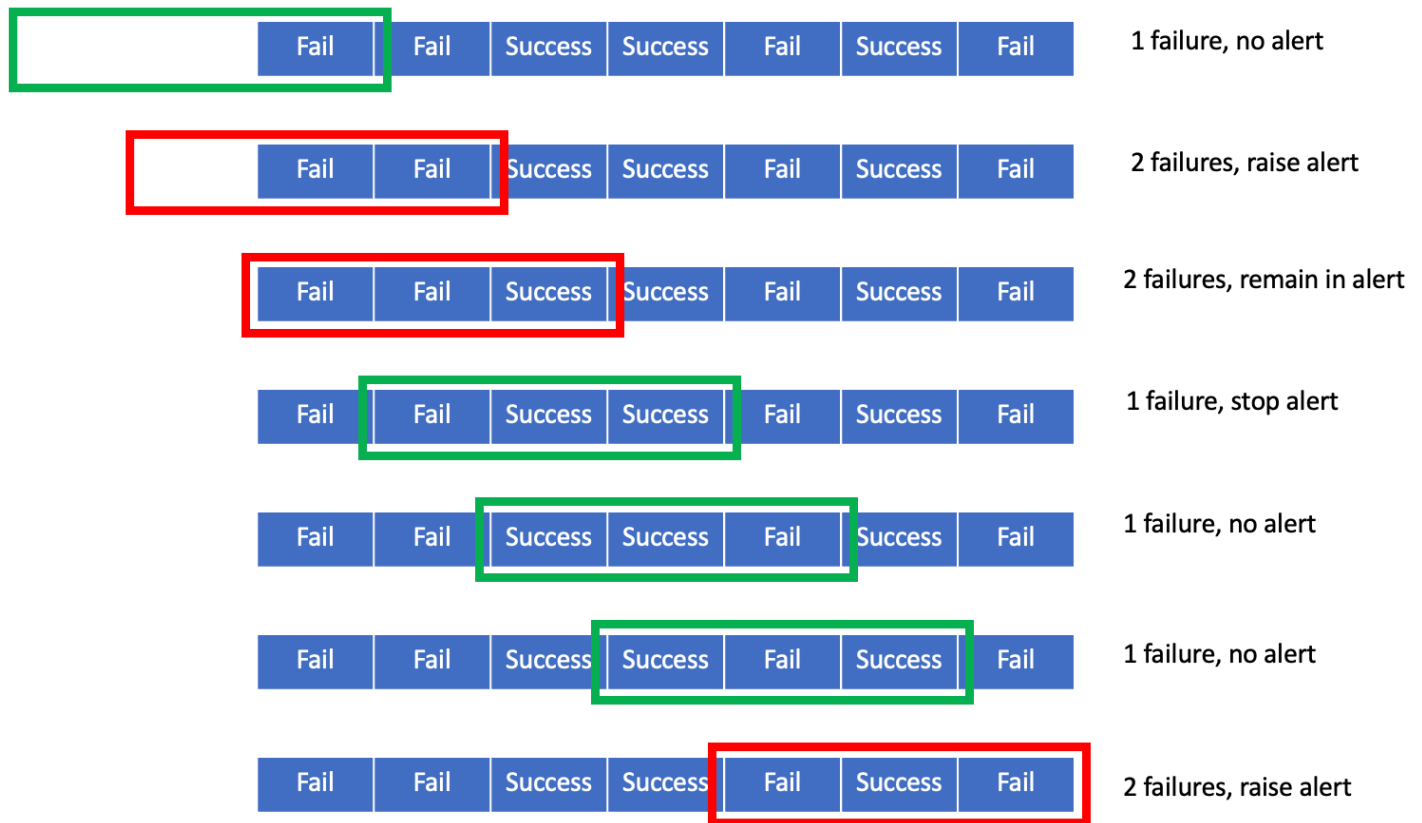 Fail Fail Success Success Fail Success Fail 1 failure, no alert
Fail Fail Success Success Fail Success Fail 2 failures, raise alert
Fail Fail Success Success Fail Success Fail 2 failures, remain in alert
Fail Fail Success Success Fail Success Fail 1 failure, stop alert
Fail Fail Success Success Fail Success Fail 1 failure, no alert
Fail Fail Success Success Fail Success Fail 1 failure, no alert
Fail Fail Success Success Fail Success Fail 2 failures, raise alert